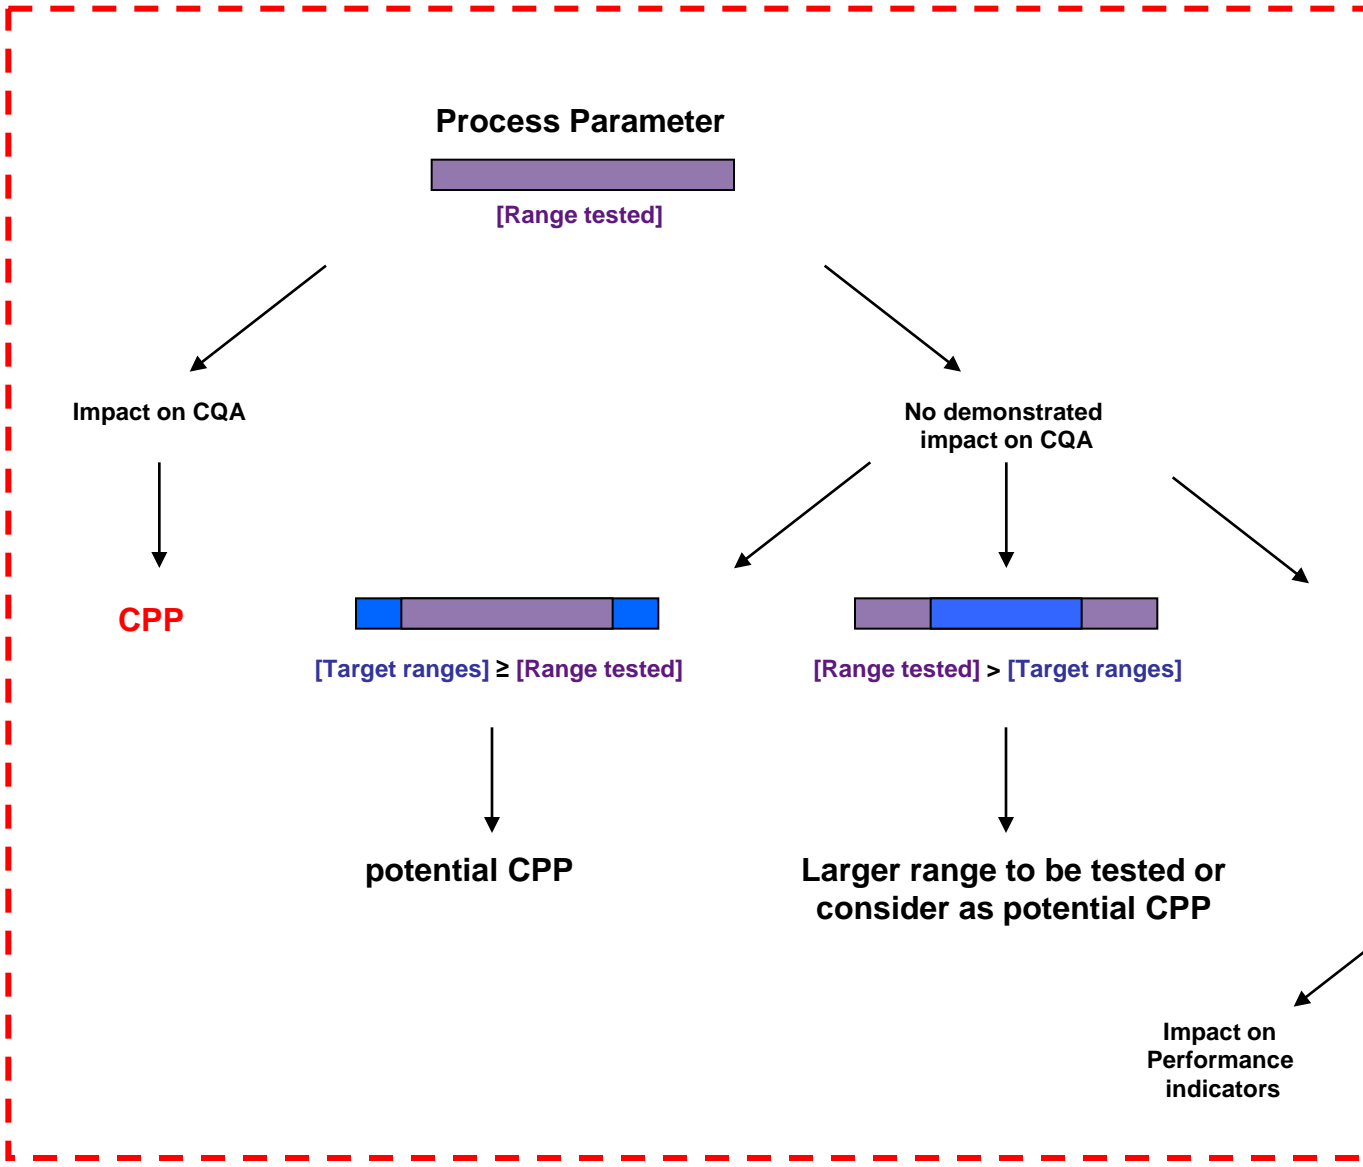 Process Parameter
[Range tested]
Impact on CQA
No demonstrated
impact on CQA
CPP
[Target ranges] ≥ [Range tested]
[Range tested] > [Target ranges]
potential CPP
Larger range to be tested or
consider as potential CPP
Impact on
Performance
indicators